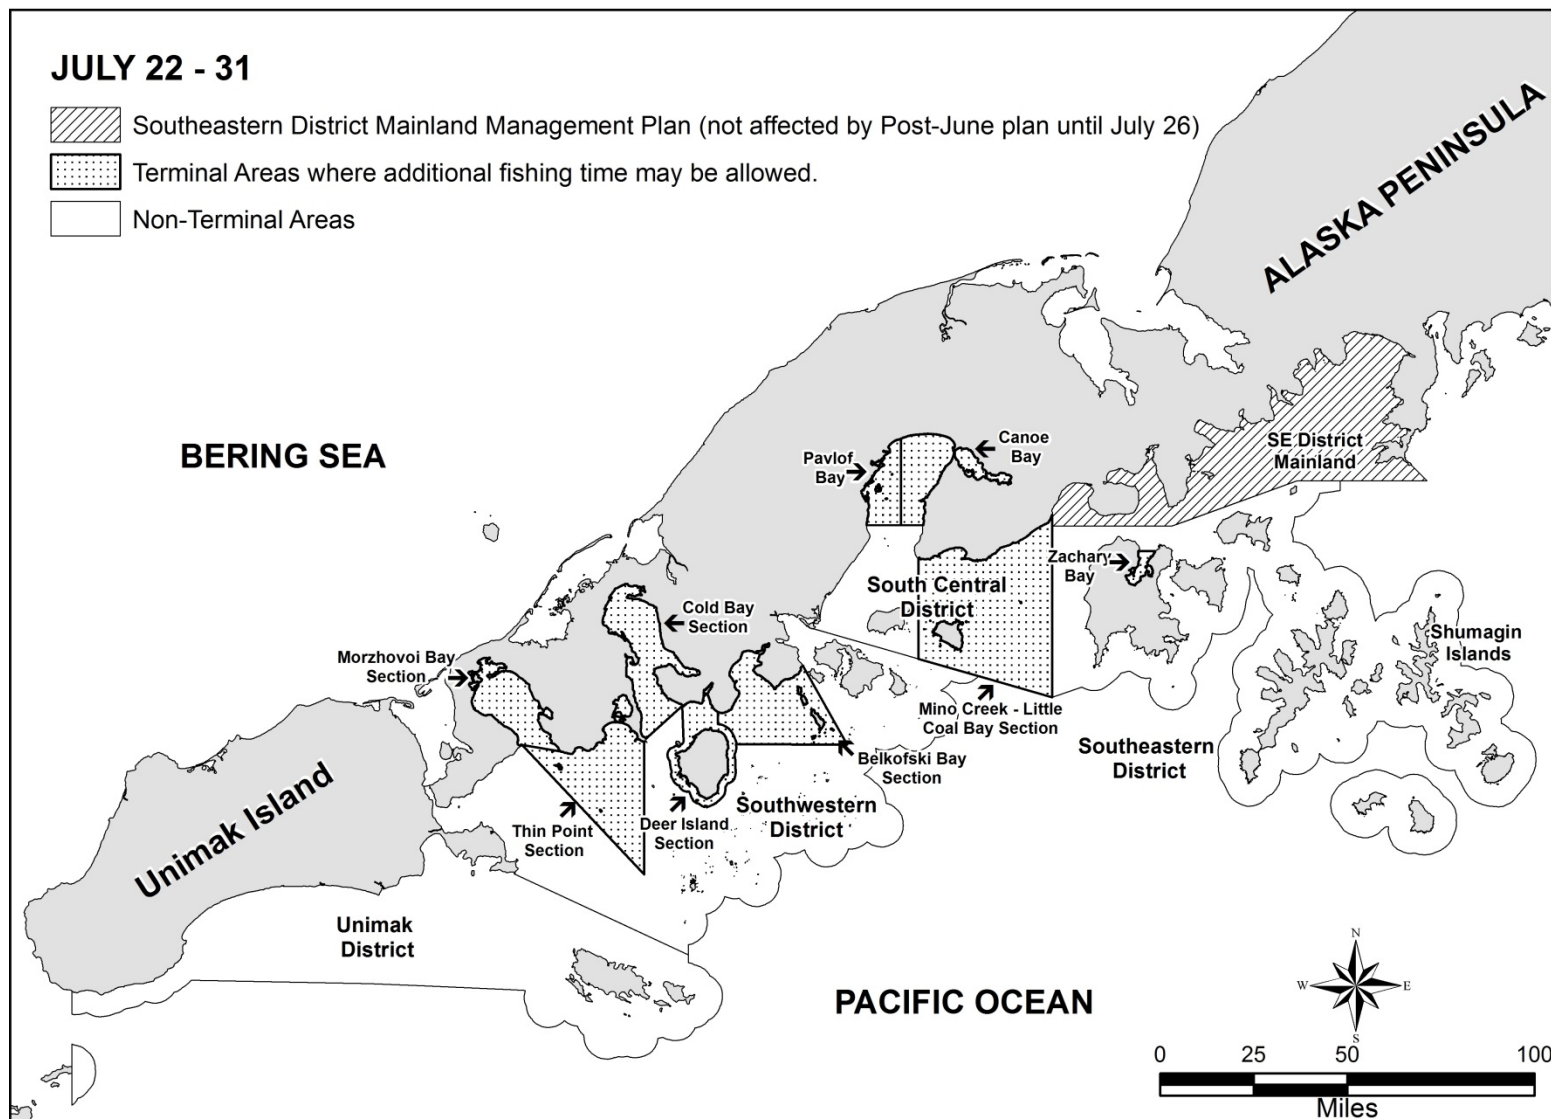 JULY 22 - 31
Southeastern District Mainland Management Plan (not affected by Post-June plan until July 26)
Terminal Areas where additional fishing time may be allowed.
Non-Terminal Areas
ALASKA PENINSULA
BERING SEA
Pavlof
Bay
Canoe
Bay
SE District
Mainland
Zachary
Bay
South Central
District
Cold Bay
Section
Morzhovoi Bay
Section
Shumagin
Islands
Mino Creek - Little
Coal Bay Section
Southeastern
District
Belkofski Bay
Section
Southwestern
District
Deer Island
Section
Thin Point
Section
Unimak Island
Unimak
District
PACIFIC OCEAN
N
W
E
S
0 25 50 100
Miles